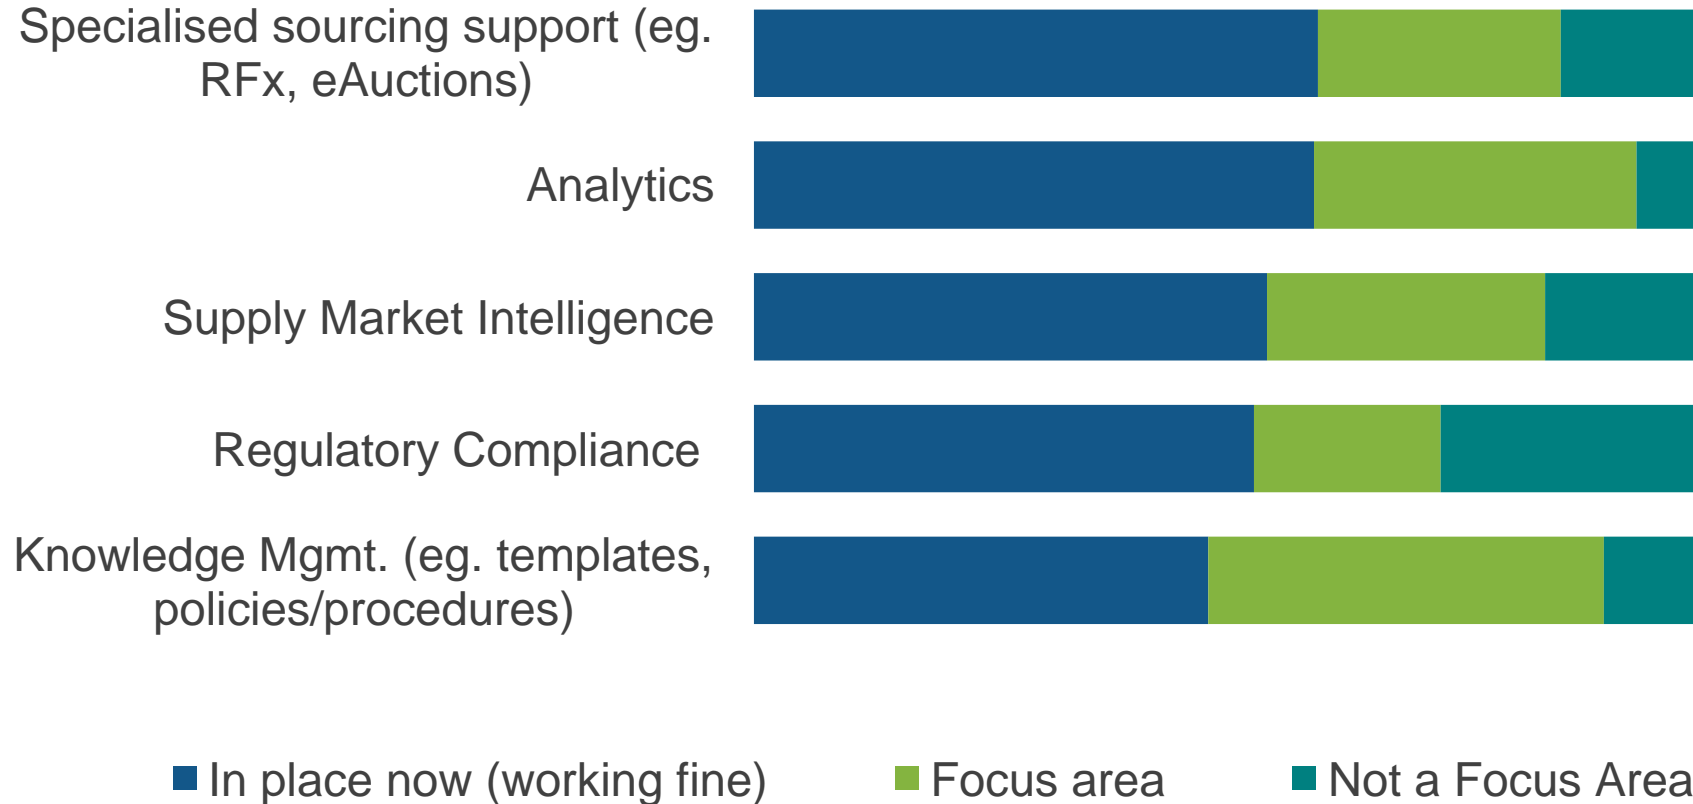 Specialised sourcing support (eg.
RFx, eAuctions)
Analytics
Supply Market Intelligence
Regulatory Compliance
Knowledge Mgmt. (eg. templates,
policies/procedures)
In place now (working fine) Focus area Not a Focus Area